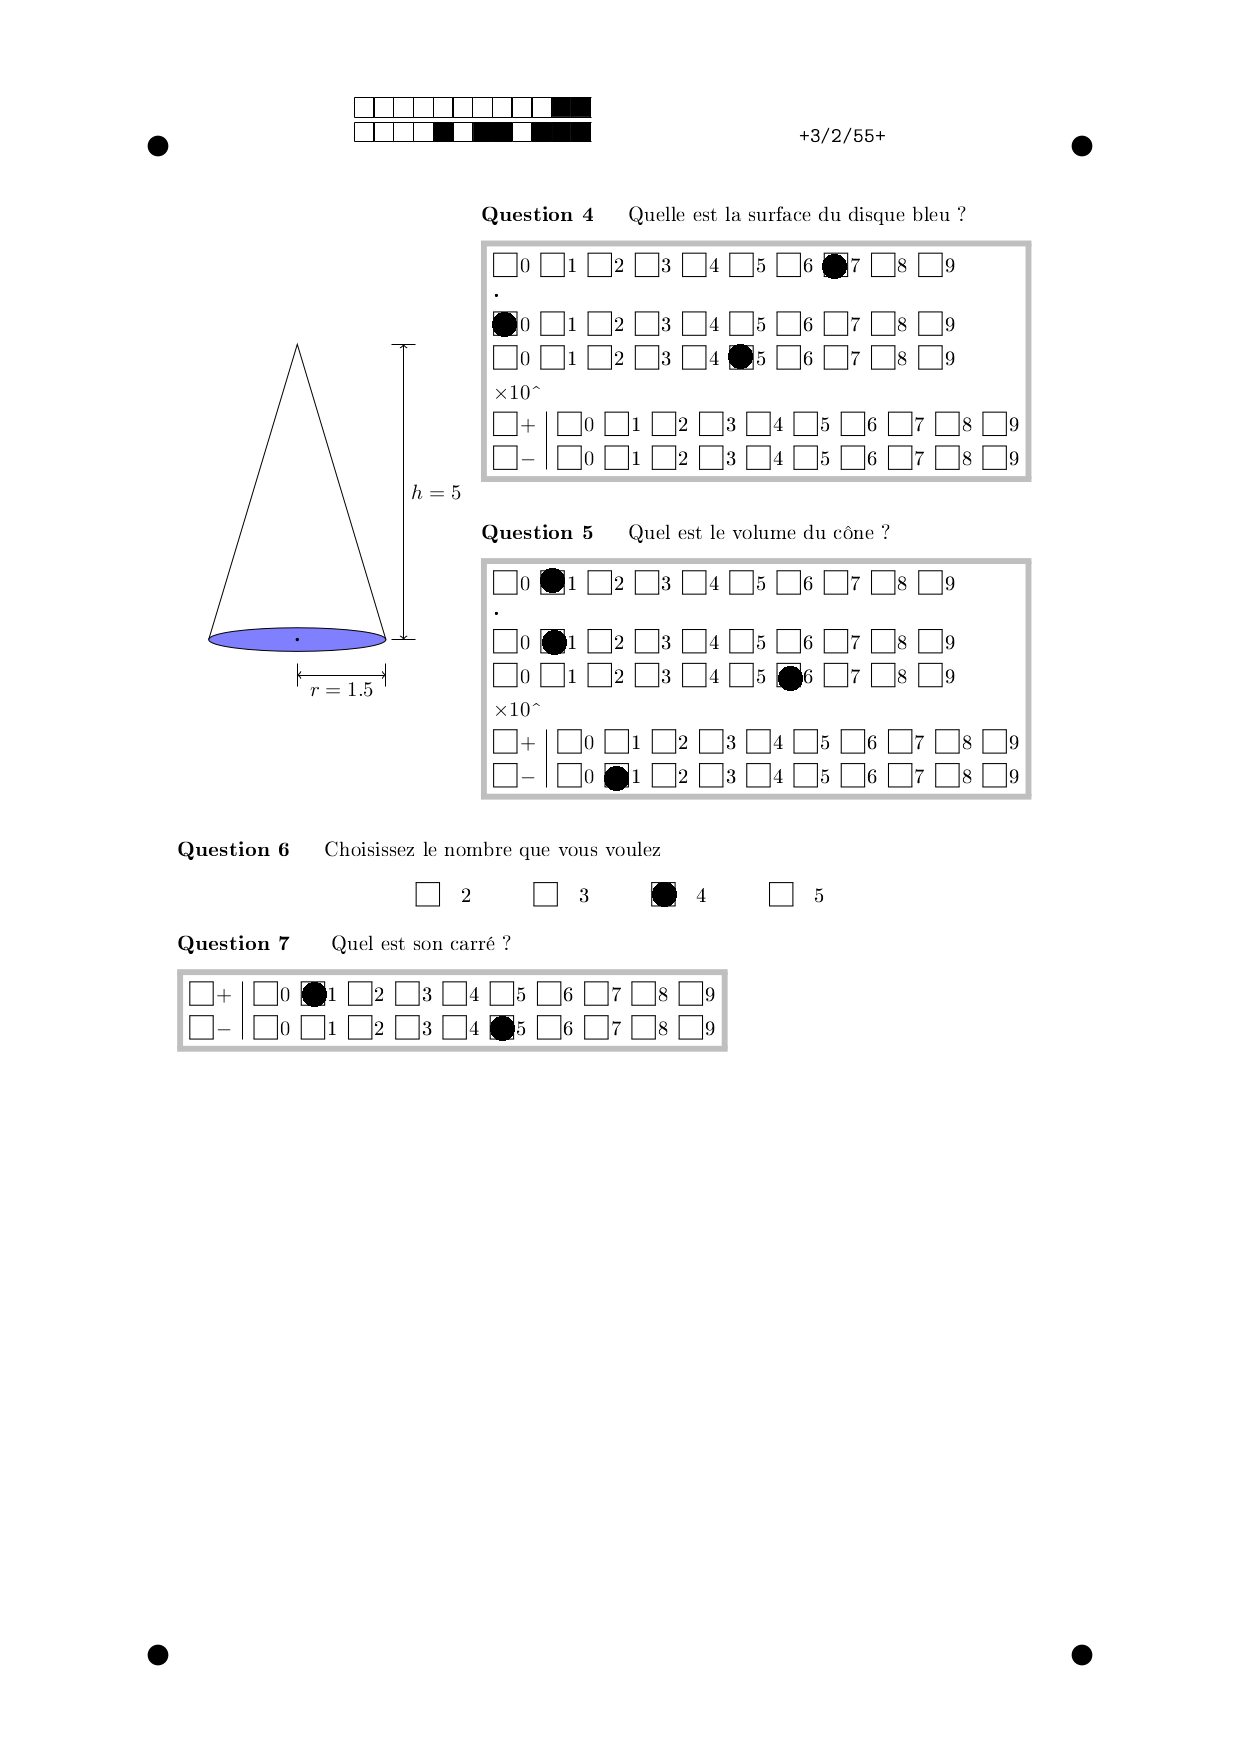 +3/2/55+
Question 4 Quelle est la surface du disque bleu ?
0 1 2 3 4 5 6 7 8 9
.
0 1 2 3 4 5 6 7 8 9
0 1 2 3 4 5 6 7 8 9
×10^
+ 0 1 2 3 4 5 6 7 8 9
− 0 1 2 3 4 5 6 7 8 9
h = 5
r = 1.5
Question 5 Quel est le volume du cône ?
0 1 2 3 4 5 6 7 8 9
.
0 1 2 3 4 5 6 7 8 9
0 1 2 3 4 5 6 7 8 9
×10^
+ 0 1 2 3 4 5 6 7 8 9
− 0 1 2 3 4 5 6 7 8 9
Question 6 Choisissez le nombre que vous voulez
2 3 4 5
Question 7 Quel est son carré ?
+ 0 1 2 3 4 5 6 7 8 9
− 0 1 2 3 4 5 6 7 8 9